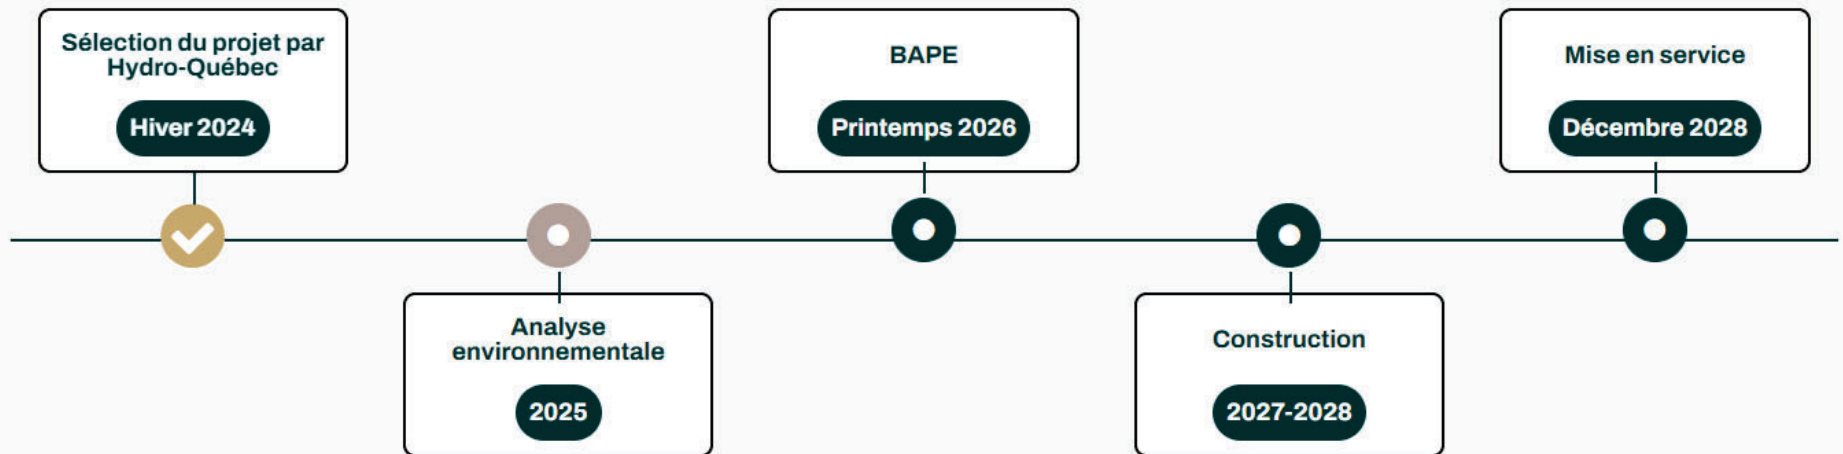 Sélection du projet par
Hydro-Québec
Hiver 2024
Analyse
environnementale
2025
BAPE
Printemps 2026
Construction
2027-2028
Mise en service
Décembre 2028